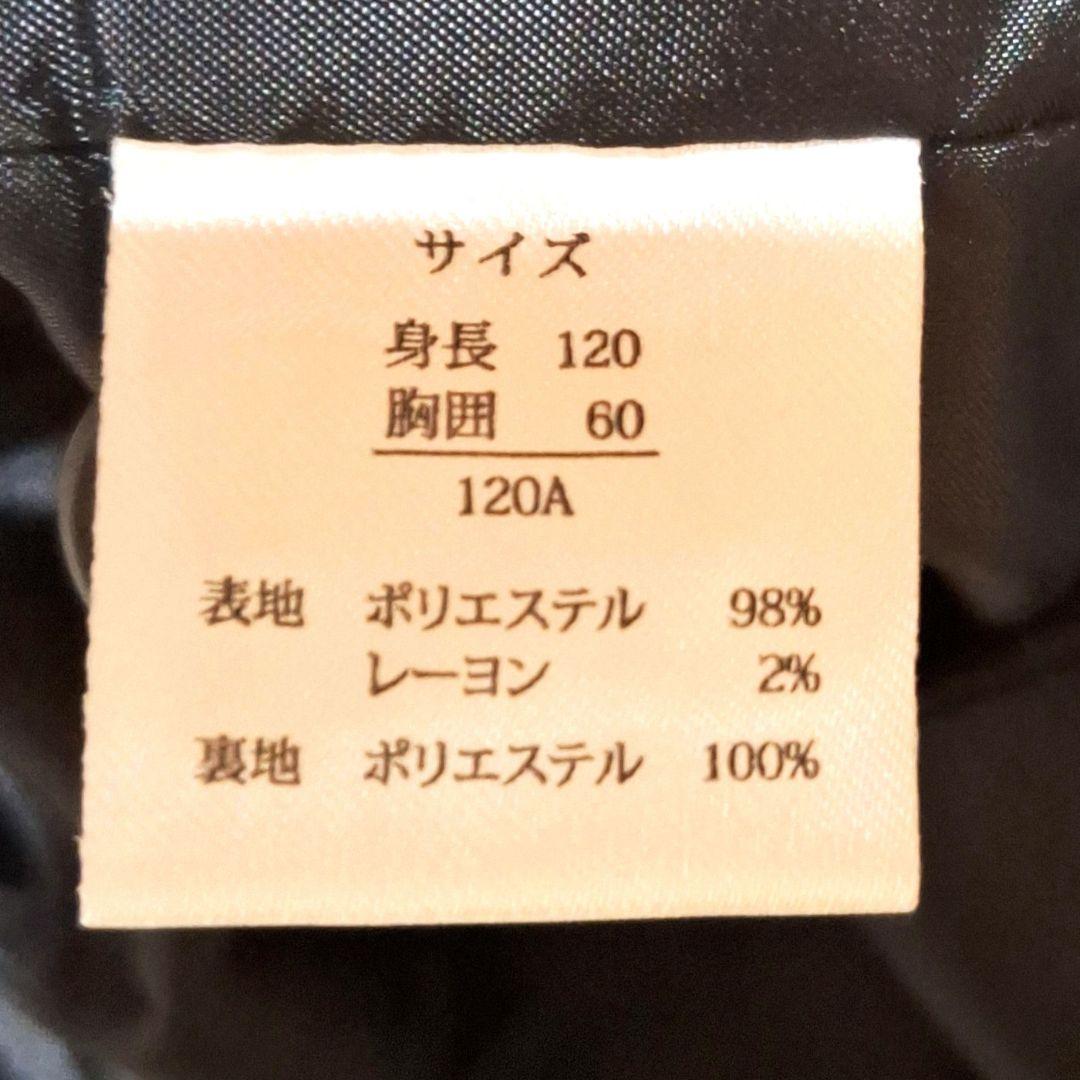 サイズ
身長 120
胸囲 60
120A
表地 ポリエステル 98%
レーヨン 2%
裏地 ポリエステル 100%